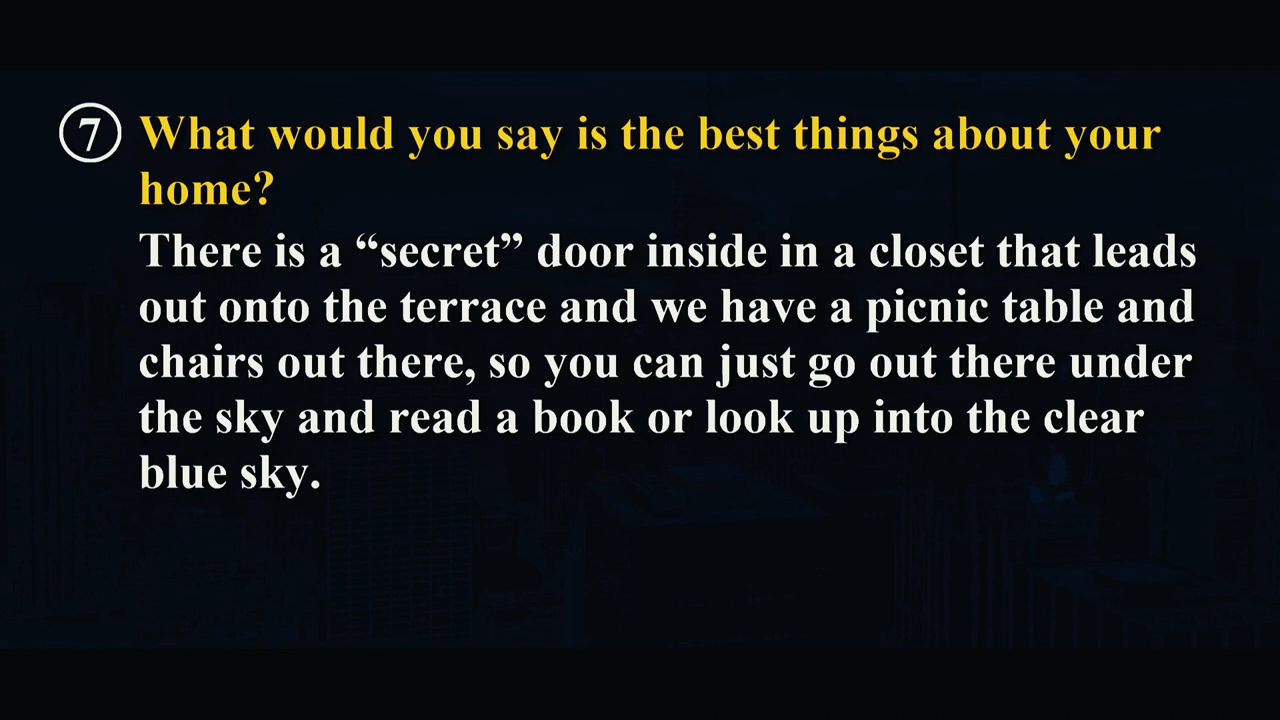 ⑦ What would you say is the best things about your
home?
There is a “secret” door inside in a closet that leads
out onto the terrace and we have a picnic table and
chairs out there, so you can just go out there under
the sky and read a book or look up into the clear
blue sky.